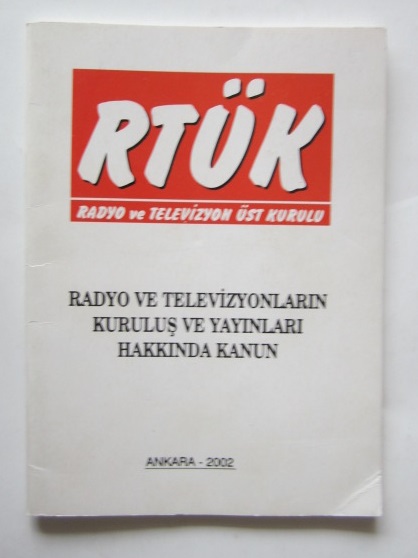 RTÜK
RADYO ve TELEVİZYON ÜST KURULU
RADYO VE TELEVİZYONLARIN
KURULUŞ VE YAYINLARI
HAKKINDA KANUN
ANKARA - 2002